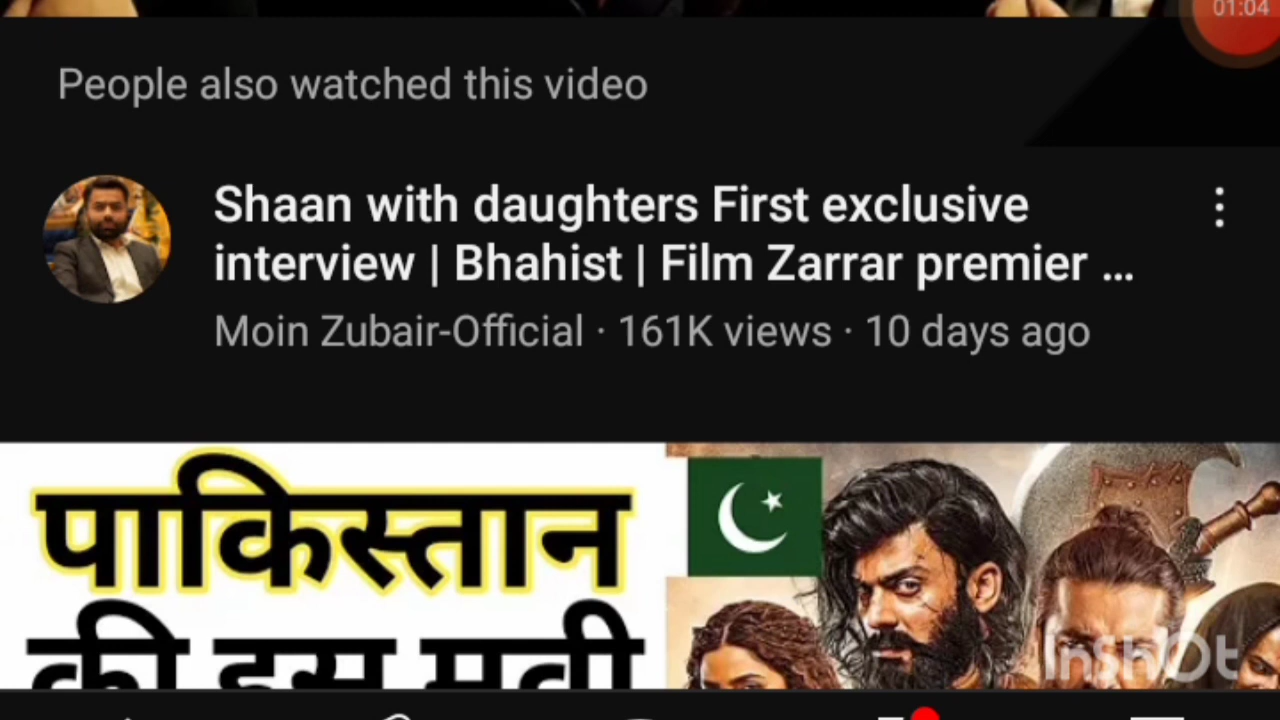 01:04
People also watched this video
Shaan with daughters First exclusive
interview | Bhahist | Film Zarrar premier ...
Moin Zubair-Official · 161K views · 10 days ago
पाकिस्तान
की इस मूवी
InShOt